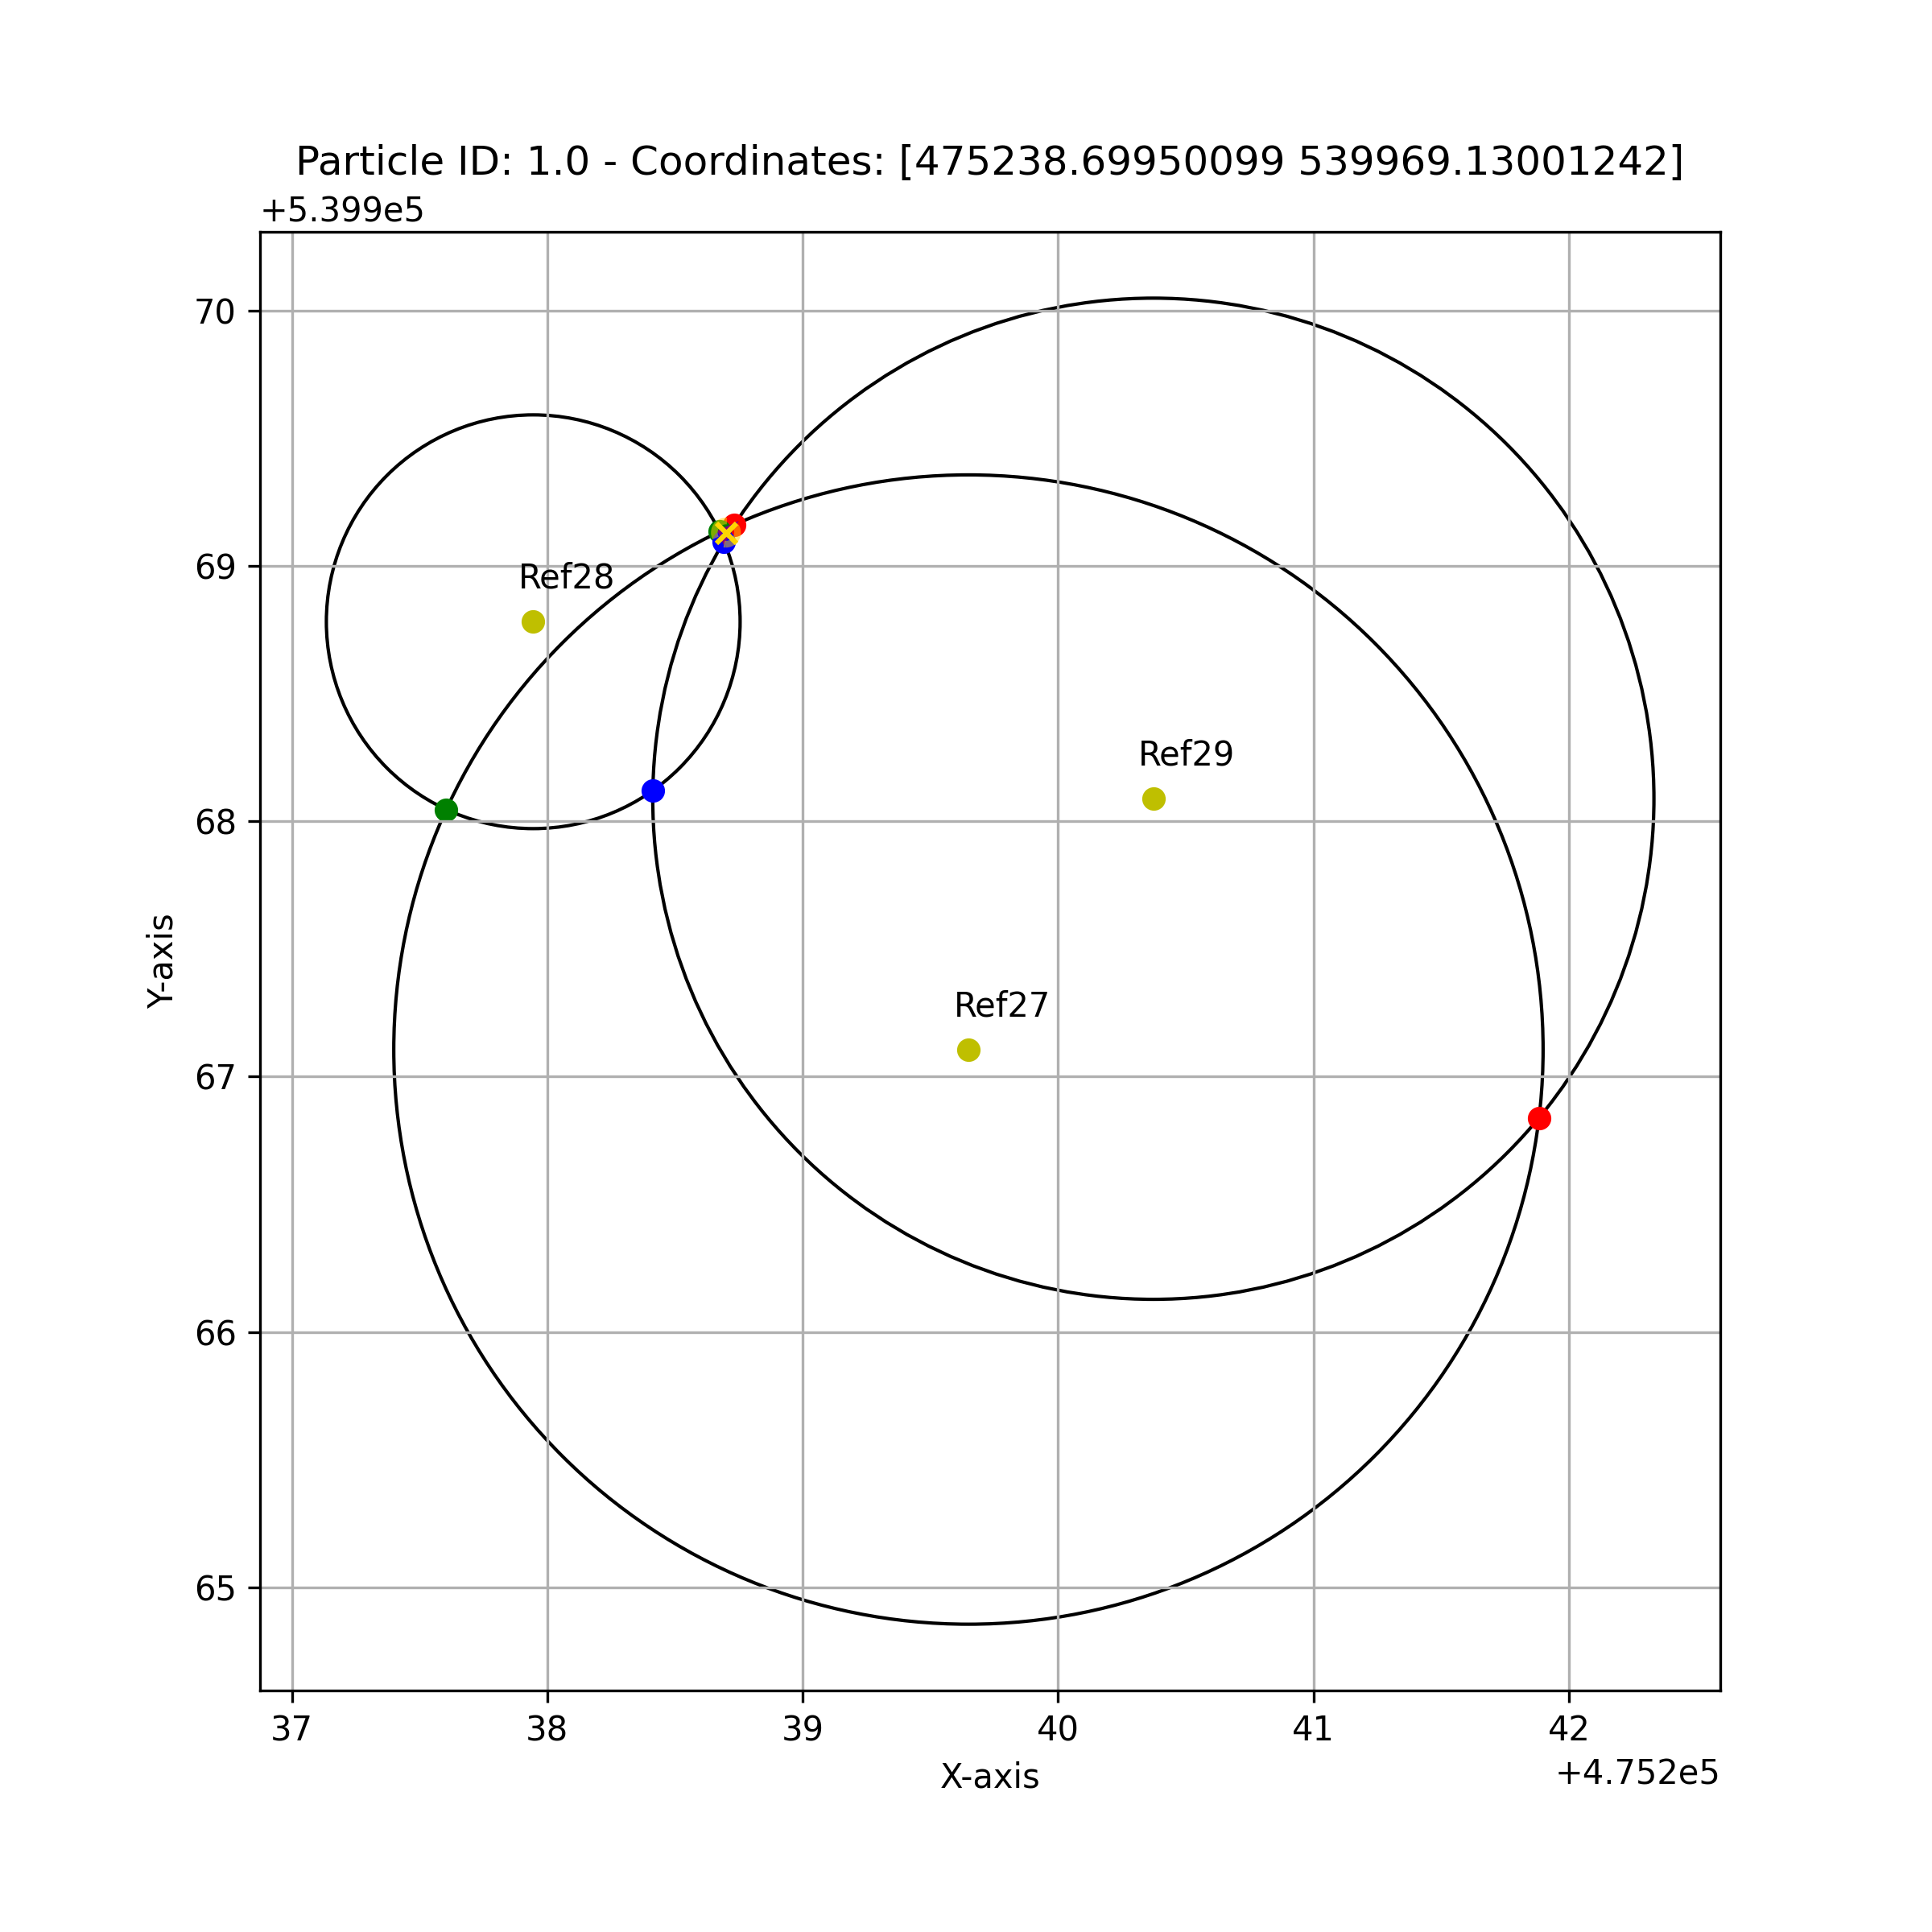 Particle ID: 1.0 - Coordinates: [475238.69950099 539969.13001242]
+5.399e5
70
69
68
67
66
65
Y-axis
Ref28
Ref29
Ref27
37 38 39 40 41 42
X-axis
+4.752e5